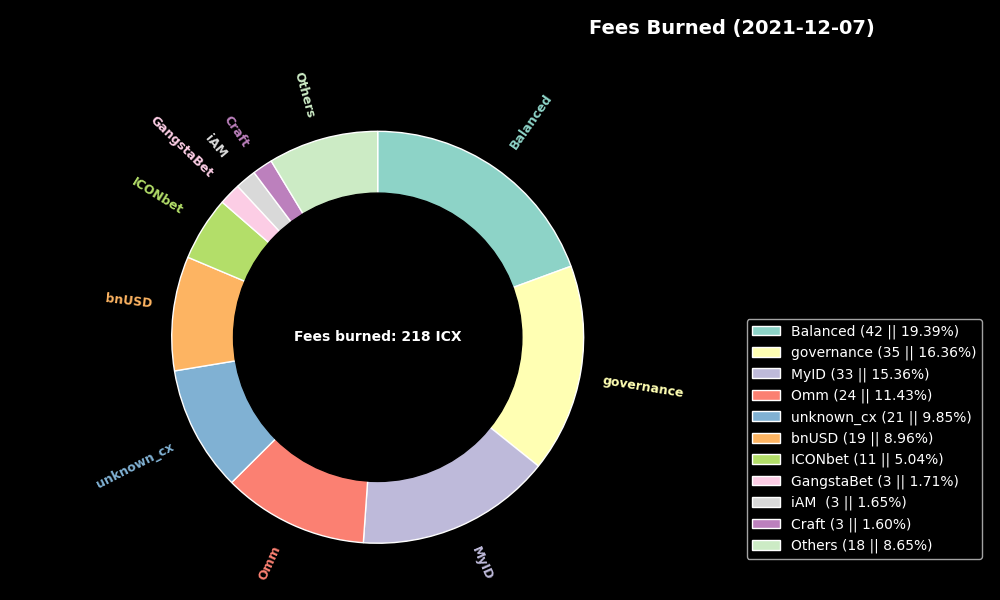 Fees Burned (2021-12-07)
Others
Balanced
Craft
iAM
GangstaBet
ICONbet
bnUSD
Fees burned: 218 ICX
governance
unknown_cx
Omm
MyID
Balanced (42 || 19.39%)
governance (35 || 16.36%)
MyID (33 || 15.36%)
Omm (24 || 11.43%)
unknown_cx (21 || 9.85%)
bnUSD (19 || 8.96%)
ICONbet (11 || 5.04%)
GangstaBet (3 || 1.71%)
iAM  (3 || 1.65%)
Craft (3 || 1.60%)
Others (18 || 8.65%)